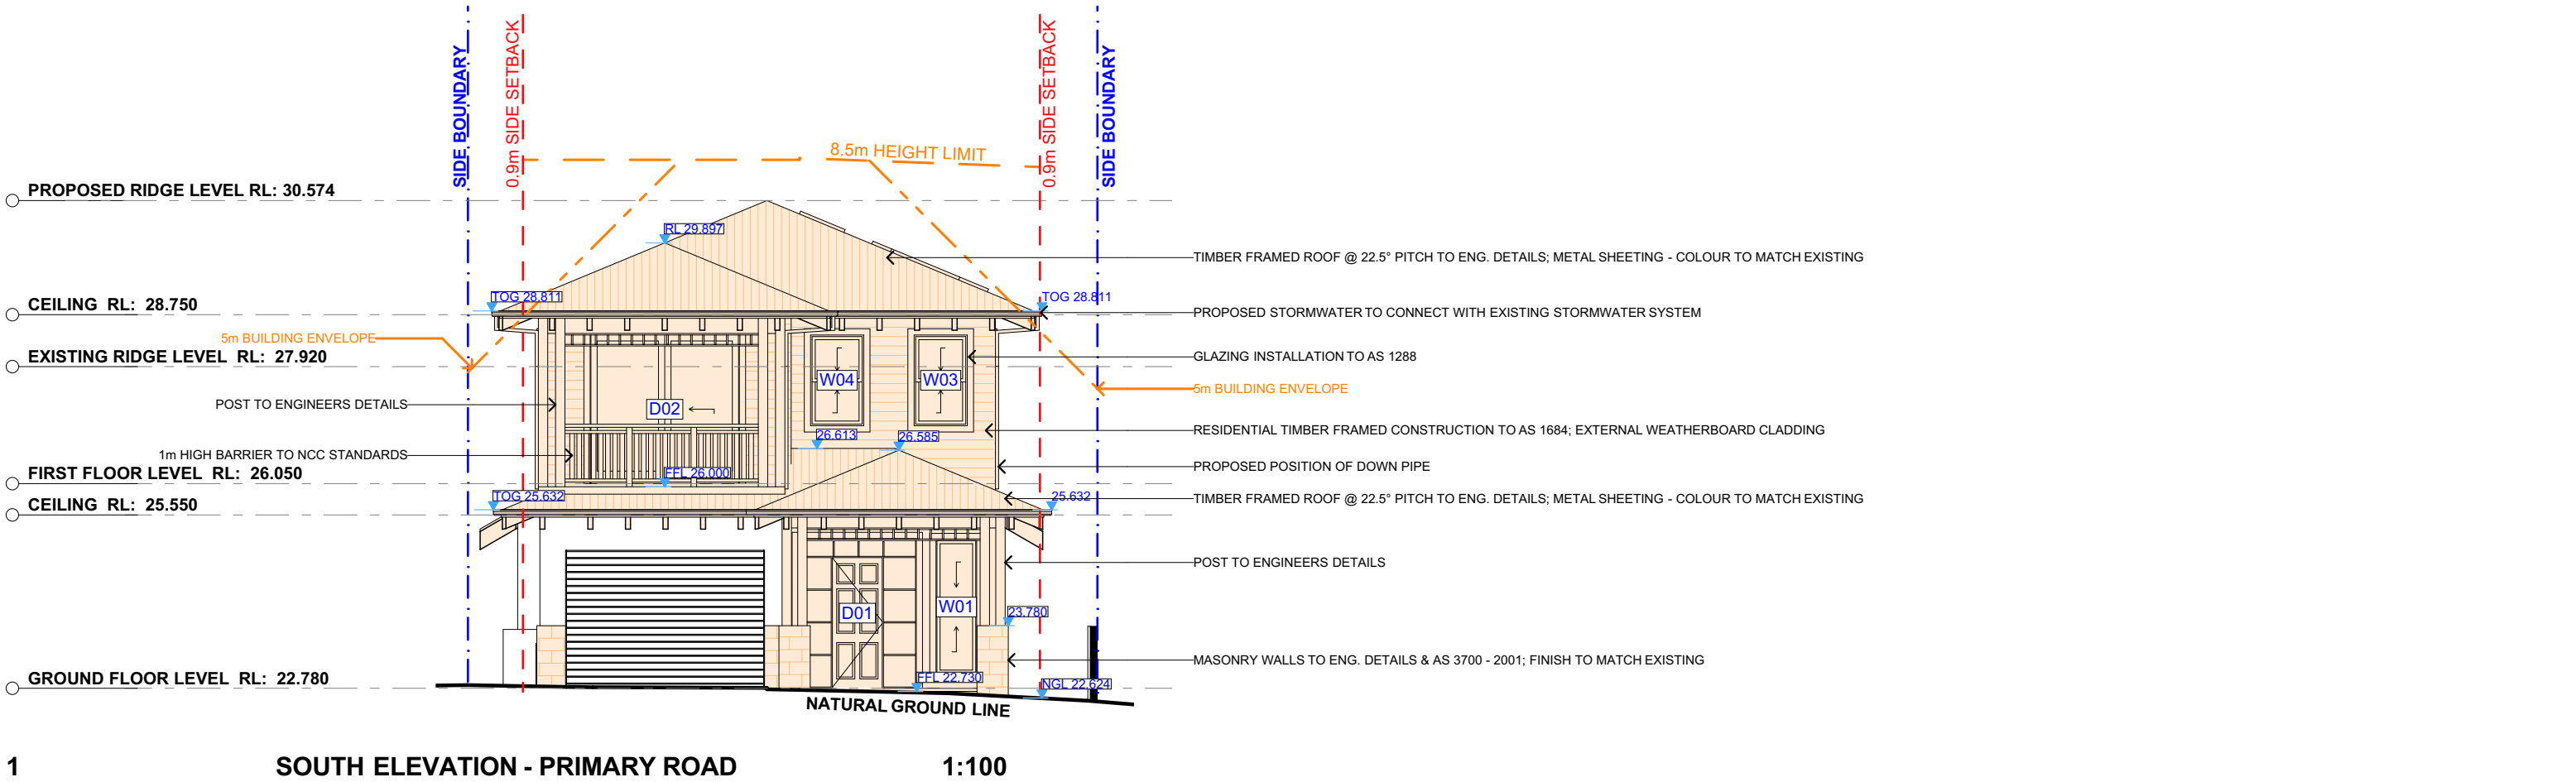 SIDE BOUNDARY
0.9m SIDE SETBACK
0.9m SIDE SETBACK
SIDE BOUNDARY
8.5m HEIGHT LIMIT
PROPOSED RIDGE LEVEL RL: 30.574
RL 29.897
TIMBER FRAMED ROOF @ 22.5° PITCH TO ENG. DETAILS; METAL SHEETING - COLOUR TO MATCH EXISTING
CEILING RL: 28.750
TOG 28.811
TOG 28.811
PROPOSED STORMWATER TO CONNECT WITH EXISTING STORMWATER SYSTEM
5m BUILDING ENVELOPE
EXISTING RIDGE LEVEL RL: 27.920
GLAZING INSTALLATION TO AS 1288
W04
W03
5m BUILDING ENVELOPE
POST TO ENGINEERS DETAILS
D02
26.613
26.585
RESIDENTIAL TIMBER FRAMED CONSTRUCTION TO AS 1684; EXTERNAL WEATHERBOARD CLADDING
1m HIGH BARRIER TO NCC STANDARDS
PROPOSED POSITION OF DOWN PIPE
FIRST FLOOR LEVEL RL: 26.050
FFL 26.000
CEILING RL: 25.550
TOG 25.632
25.632
TIMBER FRAMED ROOF @ 22.5° PITCH TO ENG. DETAILS; METAL SHEETING - COLOUR TO MATCH EXISTING
POST TO ENGINEERS DETAILS
D01
W01
23.780
MASONRY WALLS TO ENG. DETAILS & AS 3700 - 2001; FINISH TO MATCH EXISTING
GROUND FLOOR LEVEL RL: 22.780
FFL 22.730
NGL 22.624
NATURAL GROUND LINE
1 SOUTH ELEVATION - PRIMARY ROAD 1:100